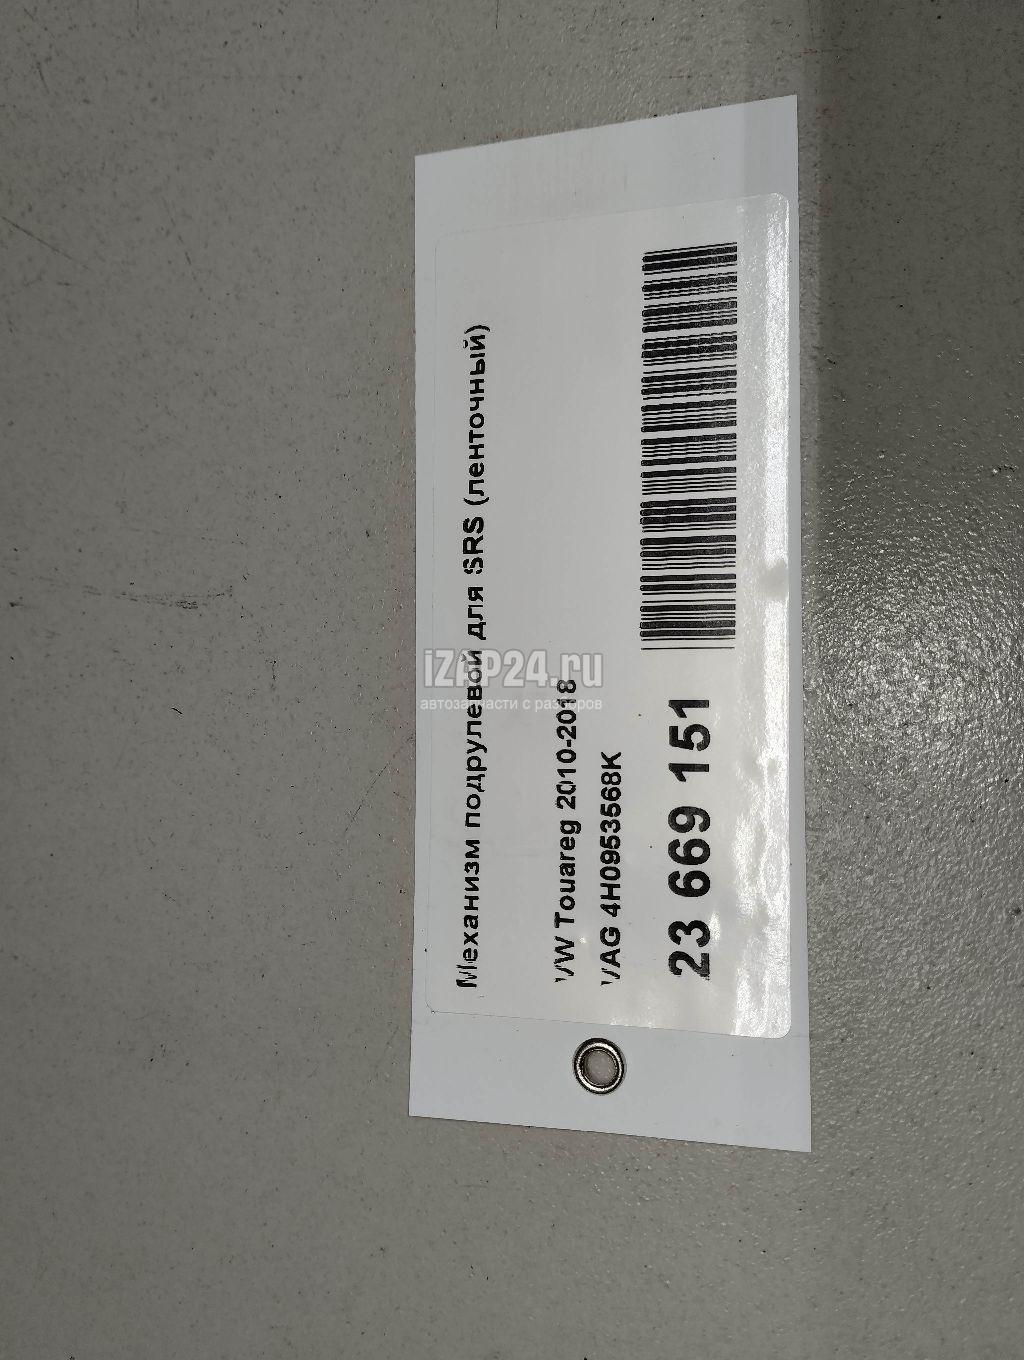 Механизм подрулевой для SRS (ленточный)
VW Touareg 2010-2018
VAG 4H0953568K
23 669 151
iZAP24.ru
автозапчасти с разборов